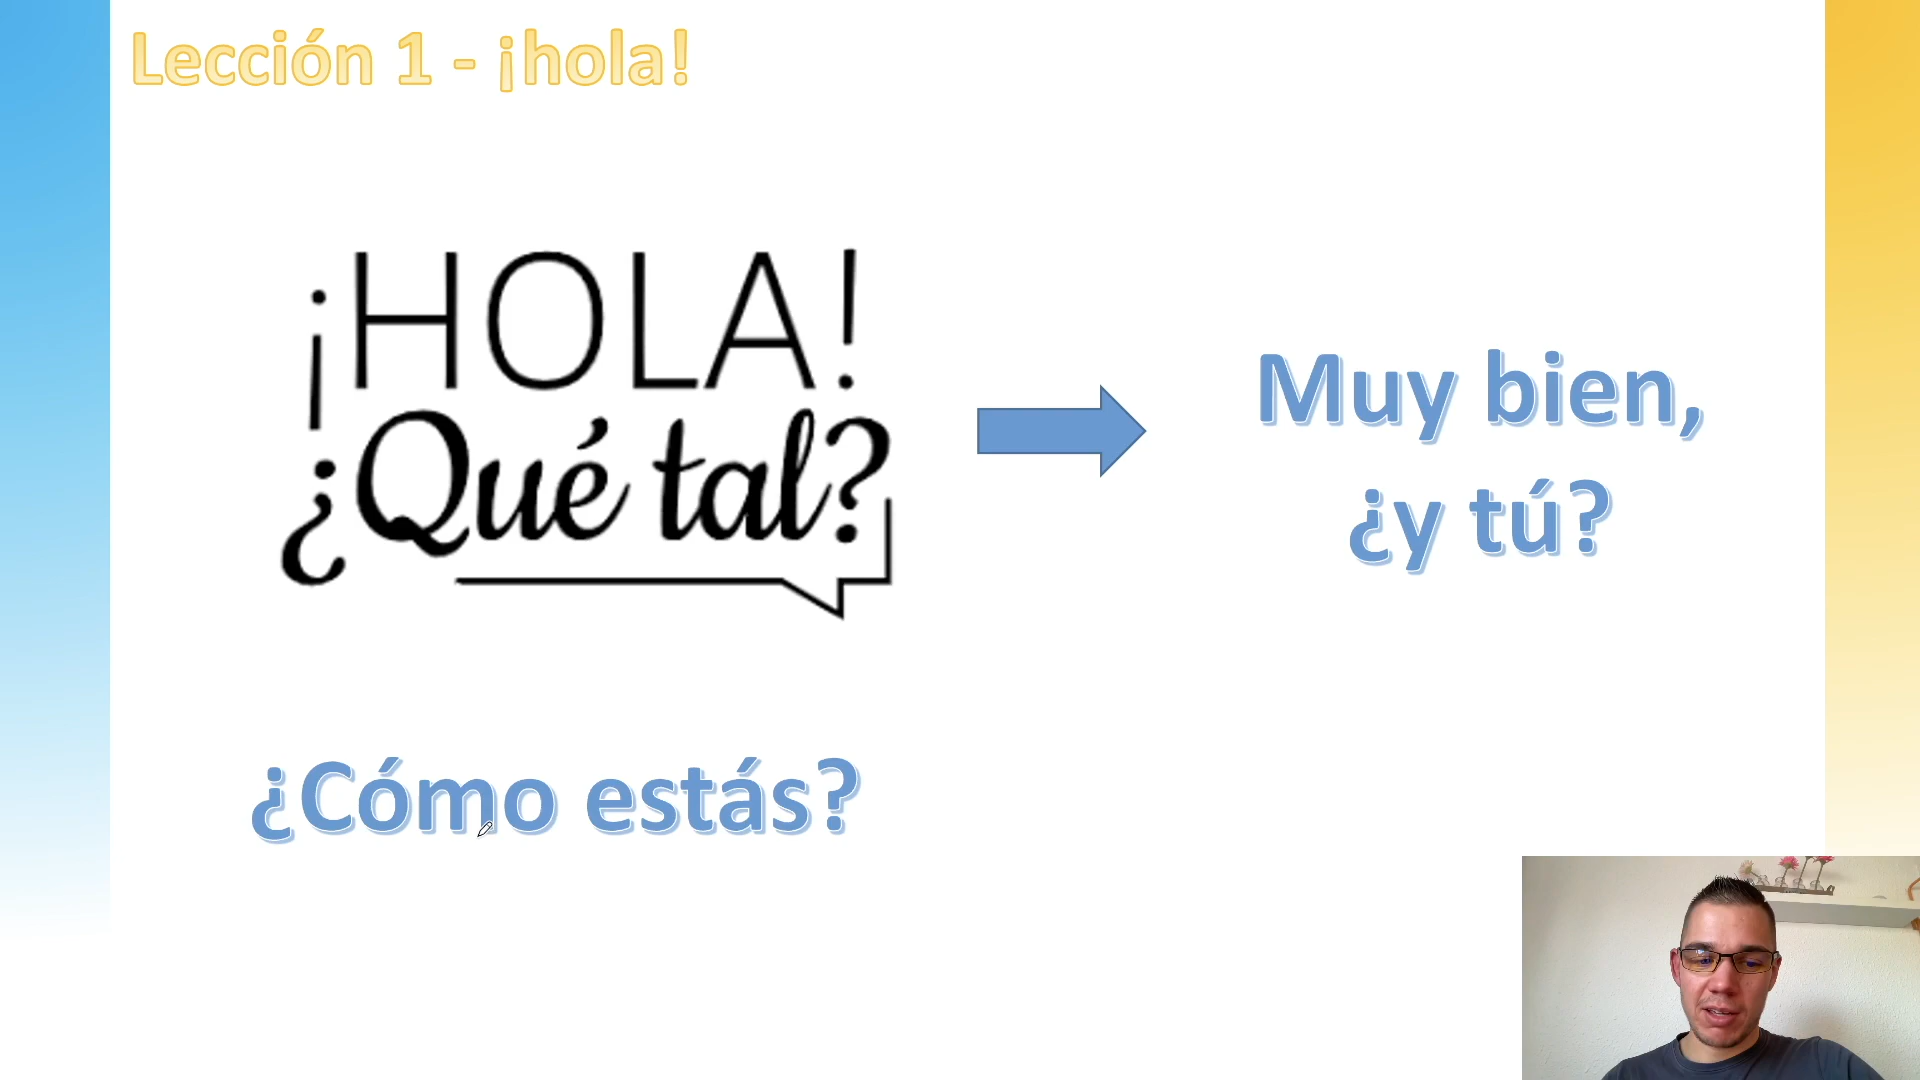 Lección 1 - ¡hola!
¡HOLA!
¿Qué tal?
Muy bien,
¿y tú?
¿Cómo estás?